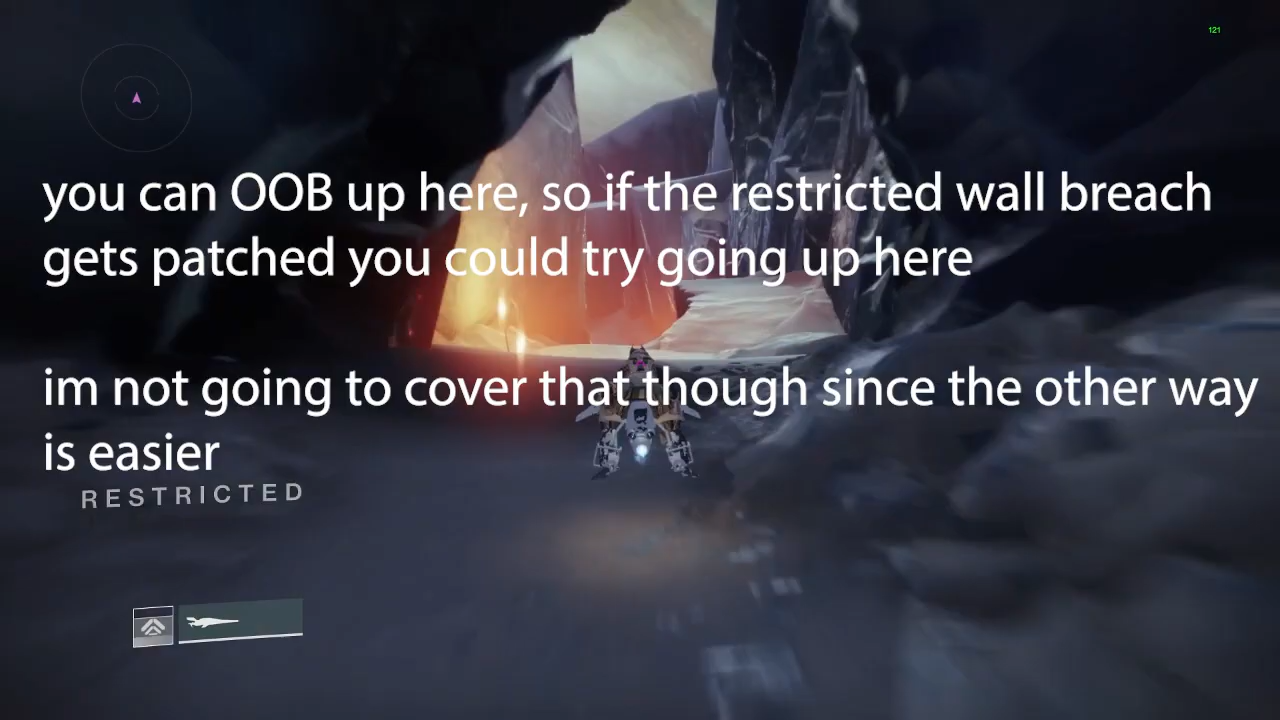 121
you can OOB up here, so if the restricted wall breach
gets patched you could try going up here
im not going to cover that though since the other way
is easier
RESTRICTED